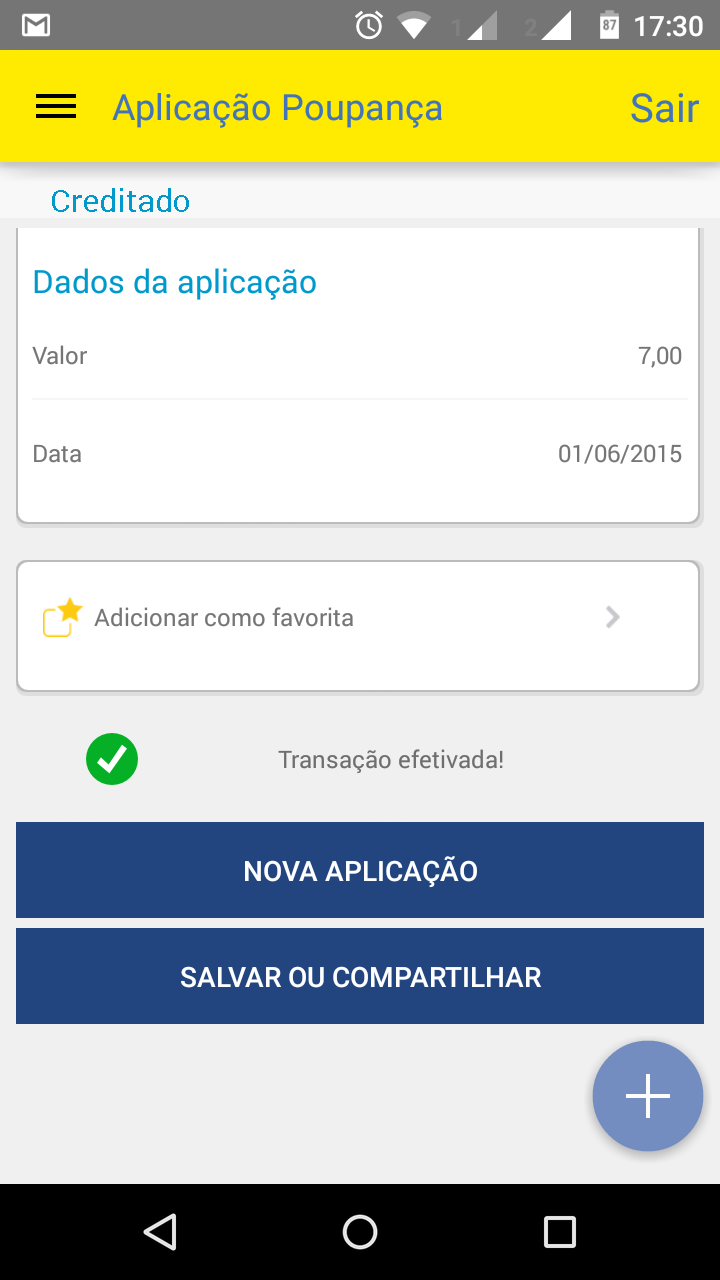 1 2 87 17:30
Aplicação Poupança Sair
Creditado
Dados da aplicação
Valor 7,00
Data 01/06/2015
Adicionar como favorita
Transação efetivada!
NOVA APLICAÇÃO
SALVAR OU COMPARTILHAR